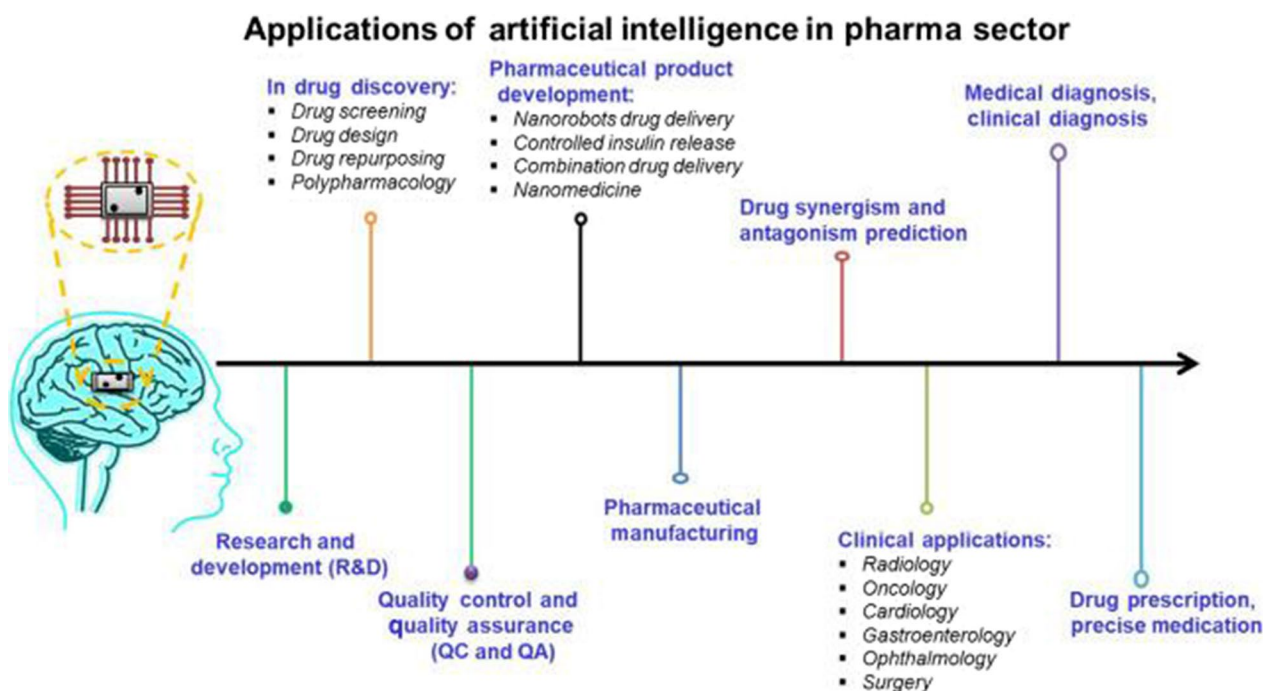 Applications of artificial intelligence in pharma sector
In drug discovery:
▪ Drug screening
▪ Drug design
▪ Drug repurposing
▪ Polypharmacology
Pharmaceutical product
development:
▪ Nanorobots drug delivery
▪ Controlled insulin release
▪ Combination drug delivery
▪ Nanomedicine
Drug synergism and
antagonism prediction
Medical diagnosis,
clinical diagnosis
Research and
development (R&D)
Quality control and
quality assurance
(QC and QA)
Pharmaceutical
manufacturing
Clinical applications:
▪ Radiology
▪ Oncology
▪ Cardiology
▪ Gastroenterology
▪ Ophthalmology
▪ Surgery
Drug prescription,
precise medication